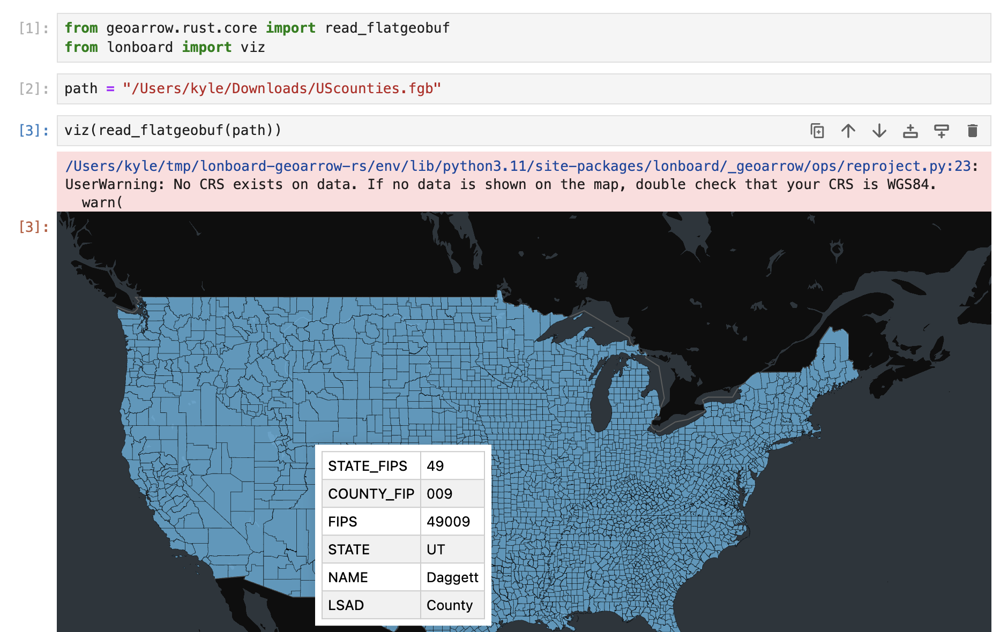 [1]: from geoarrow.rust.core import read_flatgeobuf
from lonboard import viz
[2]: path = "/Users/kyle/Downloads/UScounties.fgb"
[3]: viz(read_flatgeobuf(path))
/Users/kyle/tmp/lonboard-geoarrow-rs/env/lib/python3.11/site-packages/lonboard/_geoarrow/ops/reproject.py:23:
UserWarning: No CRS exists on data. If no data is shown on the map, double check that your CRS is WGS84.
warn(
[3]:
STATE_FIPS 49
COUNTY_FIP 009
FIPS 49009
STATE UT
NAME Daggett
LSAD County